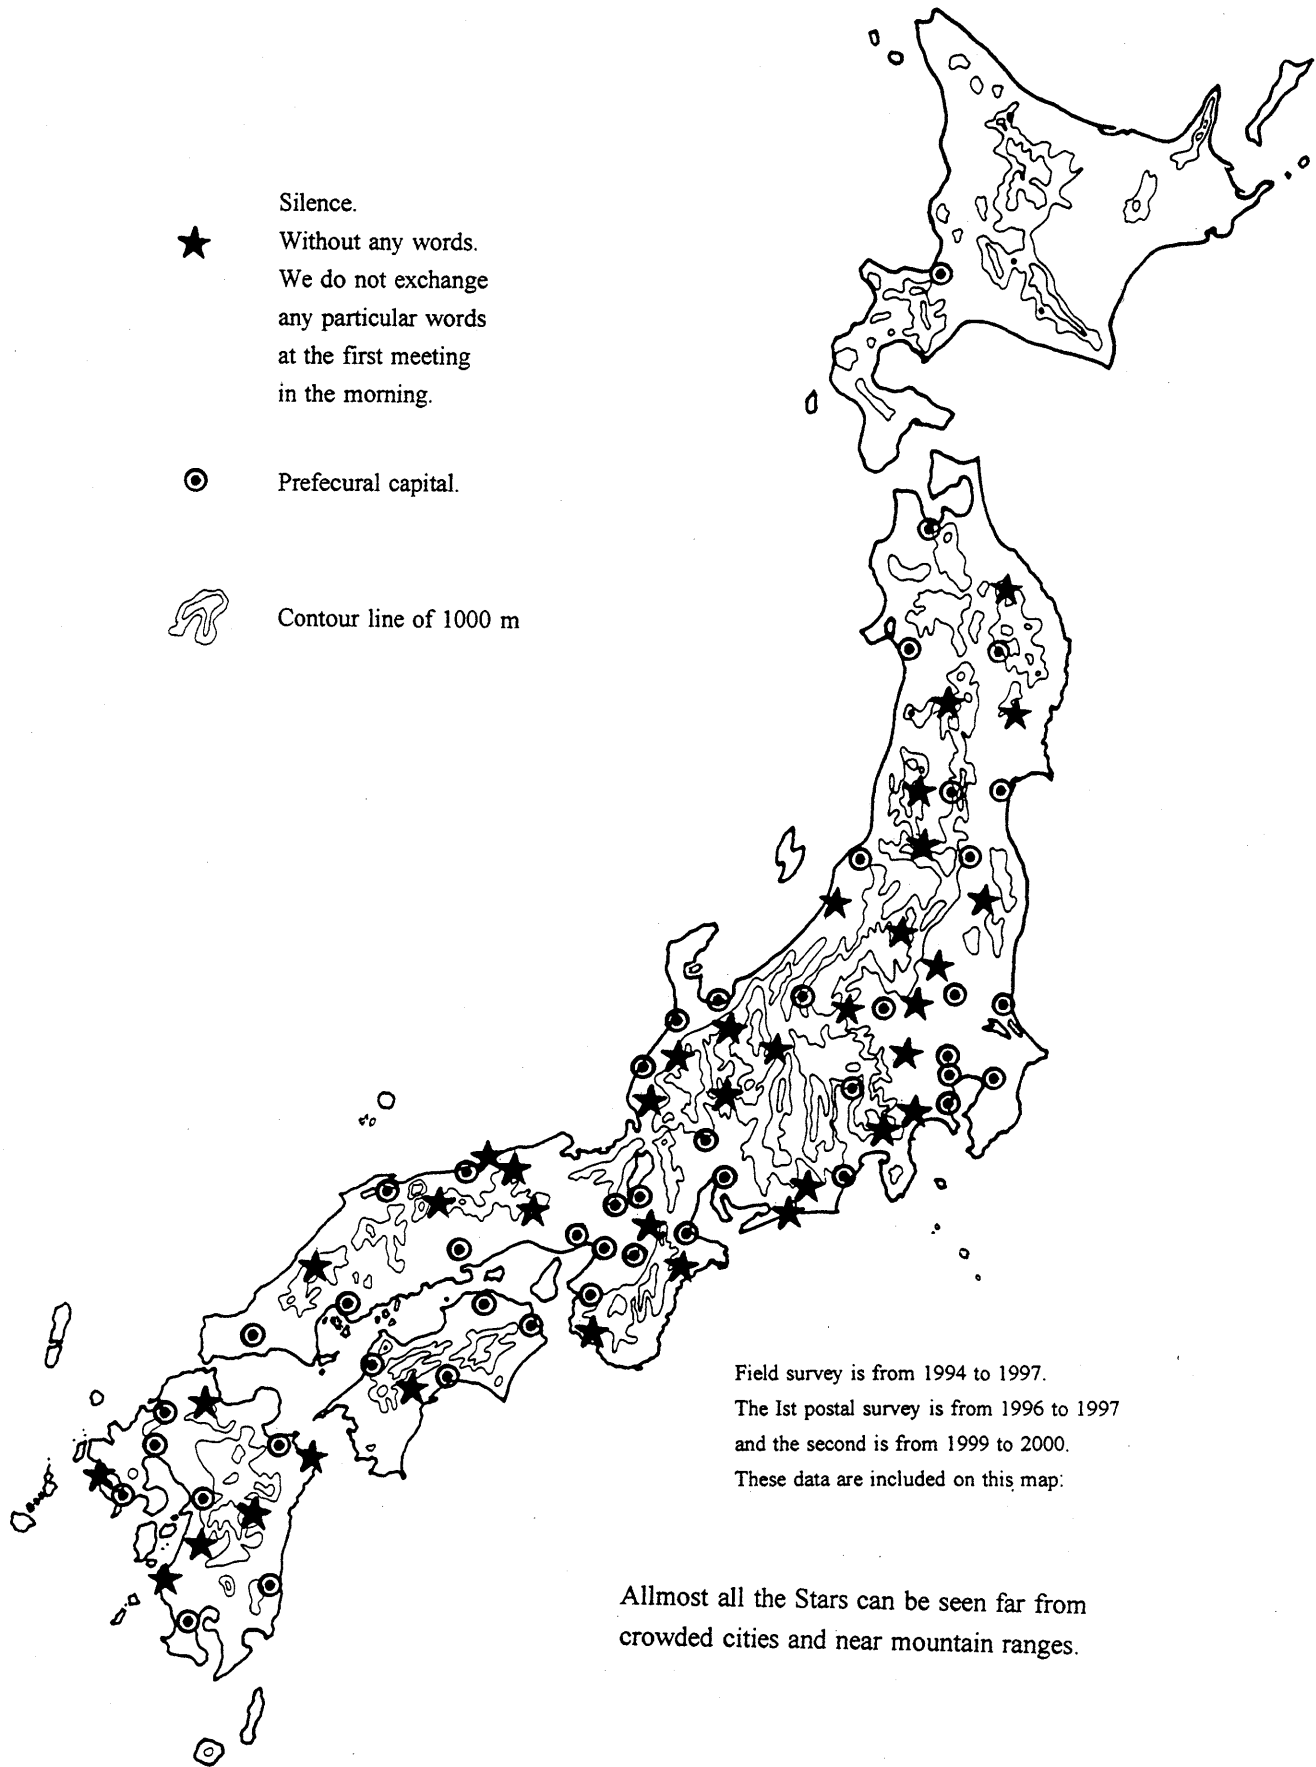 Silence.
Without any words.
We do not exchange
any particular words
at the first meeting
in the morning.
Prefecural capital.
Contour line of 1000 m
Field survey is from 1994 to 1997.
The Ist postal survey is from 1996 to 1997
and the second is from 1999 to 2000.
These data are included on this map:
Allmost all the Stars can be seen far from
crowded cities and near mountain ranges.